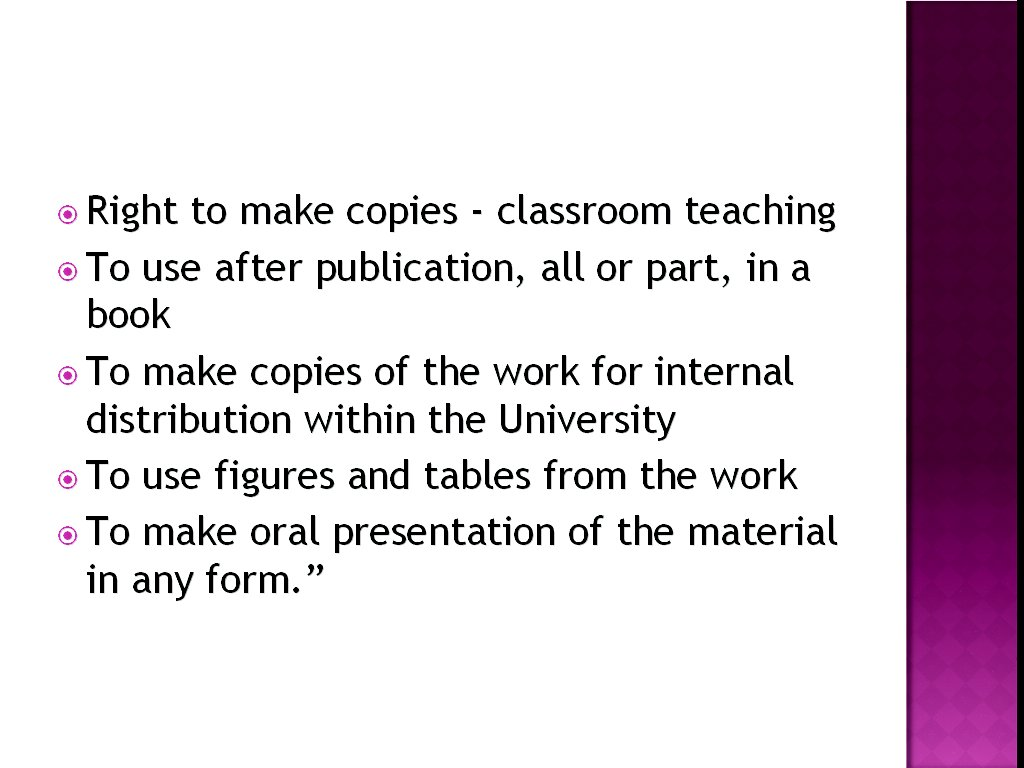 Right to make copies - classroom teaching
To use after publication, all or part, in a
book
To make copies of the work for internal
distribution within the University
To use figures and tables from the work
To make oral presentation of the material
in any form.”